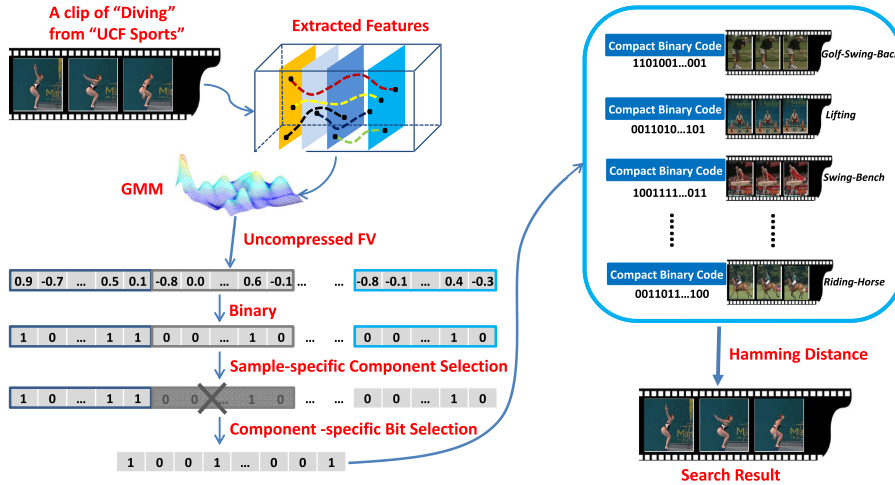 A clip of “Diving”
from “UCF Sports”
Extracted Features
GMM
Uncompressed FV
0.9 -0.7 ... 0.5 0.1 -0.8 0.0 ... 0.6 -0.1 ... ... -0.8 -0.1 ... 0.4 -0.3
Binary
1 0 ... 1 1 0 0 ... 1 0 ... ... 0 0 ... 1 0
Sample-specific Component Selection
1 0 ... 1 1 0 0 ... 1 0 ... ... 0 0 ... 1 0
Component -specific Bit Selection
1 0 0 1 ... 0 0 1
Compact Binary Code
1101001...001
Golf-Swing-Back
Compact Binary Code
0011010...101
Lifting
Compact Binary Code
1001111...011
Swing-Bench
Compact Binary Code
0011011...100
Riding-Horse
Hamming Distance
Search Result